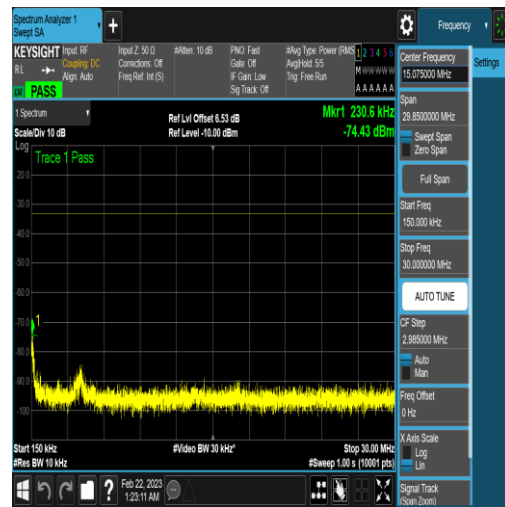 Spectrum Analyzer 1
Swept SA
+
Frequency
KEYSIGHT
Input: RF
Input Z: 50 Ω
#Atten: 10 dB
PNO: Fast
#Avg Type: Power (RMS
1 2 3 4 5 6
RL
Coupling: DC
Corrections: Off
Gate: Off
Avg|Hold: 5/5
M W W W W W
Align: Auto
Freq Ref: Int (S)
IF Gain: Low
Trig: Free Run
Sig Track: Off
A A A A A A
LXI
PASS
1 Spectrum
Scale/Div 10 dB
Ref Lvl Offset 6.53 dB
Ref Level -10.00 dBm
Mkr1 230.6 kHz
-74.43 dBm
Log
Trace 1 Pass
-20.0
-30.0
-40.0
-50.0
-60.0
-70.0
-80.0
-90.0
-100
1
Start 150 kHz
#Res BW 10 kHz
#Video BW 30 kHz*
Stop 30.00 MHz
#Sweep 1.00 s (10001 pts)
Feb 22, 2023
1:23:11 AM
?
Center Frequency
15.075000 MHz
Settings
Span
29.8500000 MHz
Swept Span
Zero Span
Full Span
Start Freq
150.000 kHz
Stop Freq
30.000000 MHz
AUTO TUNE
CF Step
2.985000 MHz
Auto
Man
Freq Offset
0 Hz
X Axis Scale
Log
Lin
Signal Track
(Span Zoom)